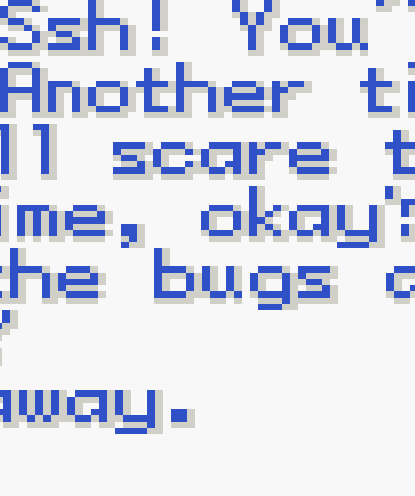 Ssh! You'
Another ti
ll scare t
ime, okay?
the bugs a
away.